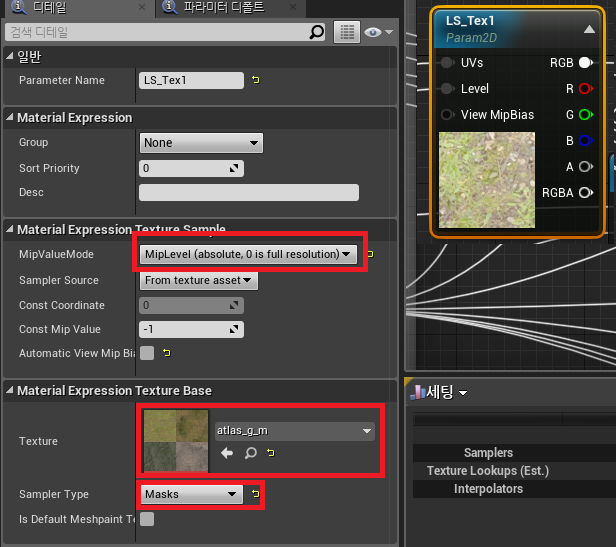 디테일
파라미터 디폴트
검색 디테일
일반
Parameter Name
LS_Tex1
Material Expression
Group
None
Sort Priority
0
Desc
Material Expression Texture Sample
MipValueMode
MipLevel (absolute, 0 is full resolution)
Sampler Source
From texture asset
Const Coordinate
0
Const Mip Value
-1
Automatic View Mip Bia
Material Expression Texture Base
Texture
atlas_g_m
Sampler Type
Masks
Is Default Meshpaint Te
LS_Tex1
Param2D
UVs
RGB
Level
R
View MipBias
G
B
A
RGBA
세팅
Samplers
Texture Lookups (Est.)
Interpolators